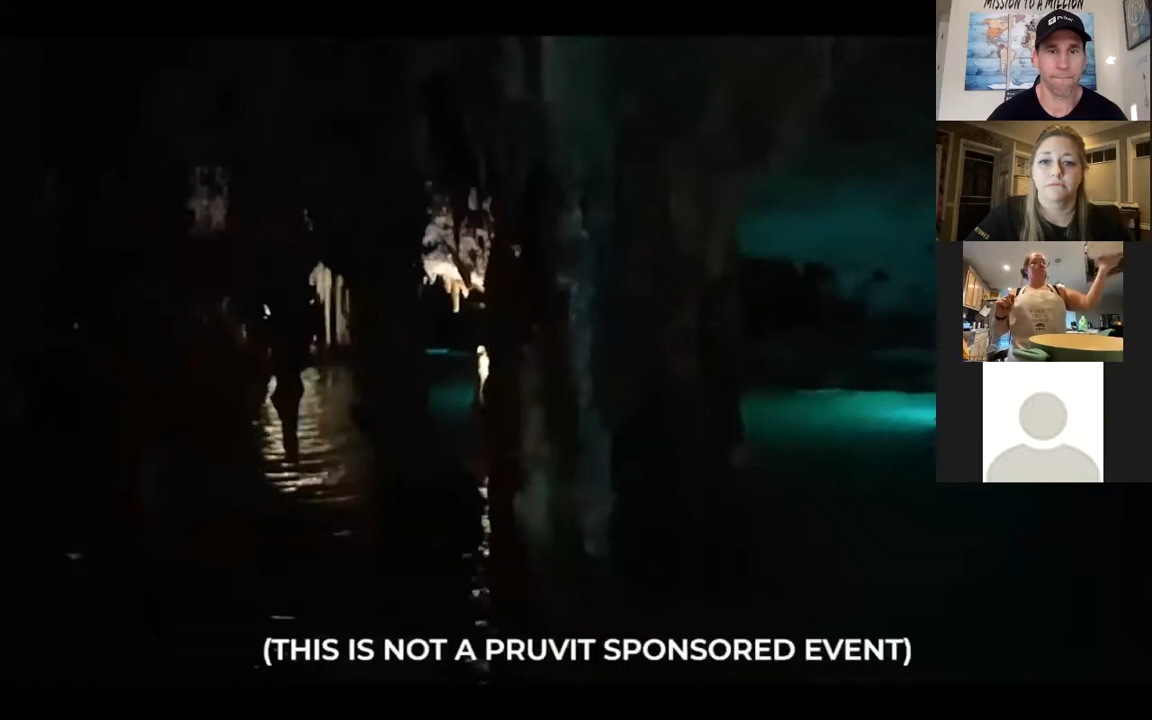 MISSION TO A MILLION
(THIS IS NOT A PRUVIT SPONSORED EVENT)